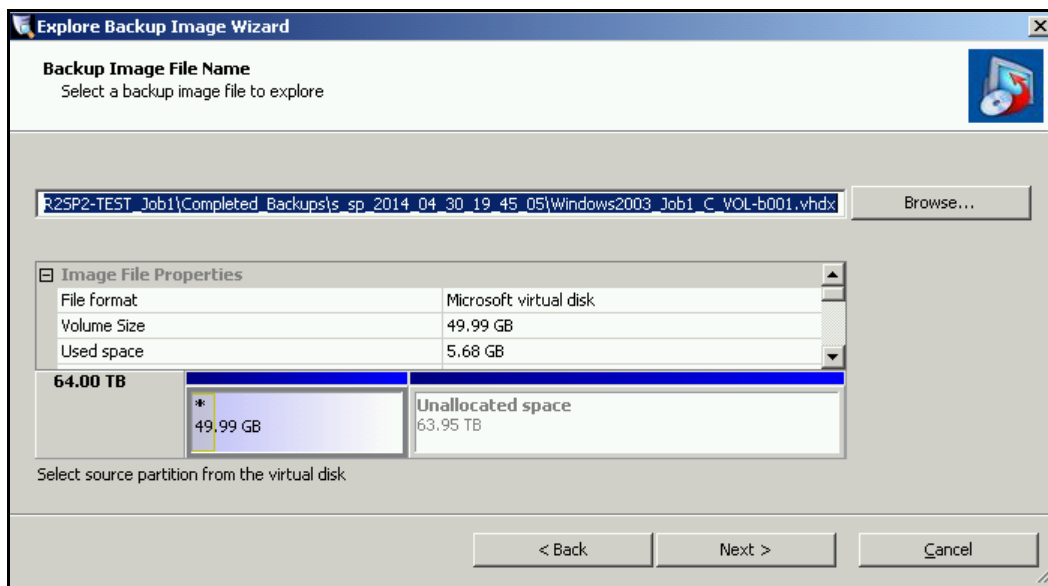 Explore Backup Image Wizard
Backup Image File Name
Select a backup image file to explore
R2SP2-TEST_Job1\Completed_Backups\s_sp_2014_04_30_19_45_05\Windows2003_Job1_C_VOL-b001.vhdx
Browse...
Image File Properties
File format Microsoft virtual disk
Volume Size 49.99 GB
Used space 5.68 GB
64.00 TB
*
49.99 GB
Unallocated space
63.95 TB
Select source partition from the virtual disk
< Back Next > Cancel